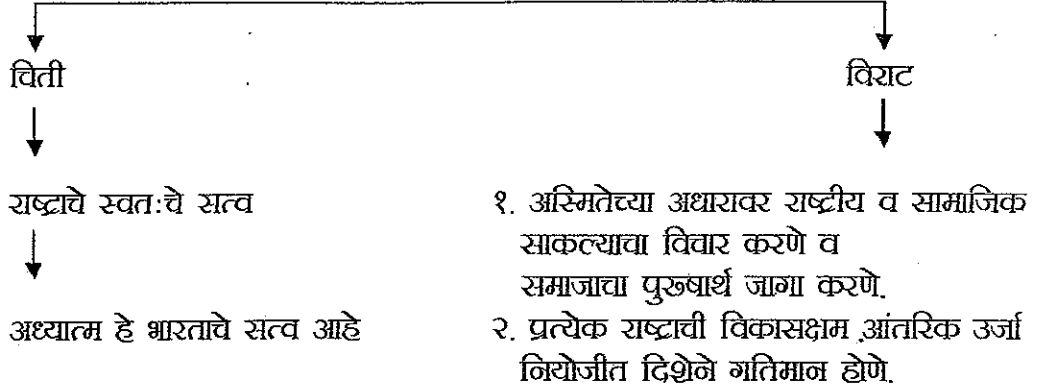 चिती
विराट
राष्ट्राचे स्वतःचे सत्व
१. अस्मितेच्या अधारावर राष्ट्रीय व सामाजिक
साकल्याचा विचार करणे व
समाजाचा पुरुषार्थ जागा करणे.
अध्यात्म हे भारताचे सत्व आहे
२. प्रत्येक राष्ट्राची विकासक्षम आंतरिक उर्जा
नियोजीत दिशेने गतिमान होणे.